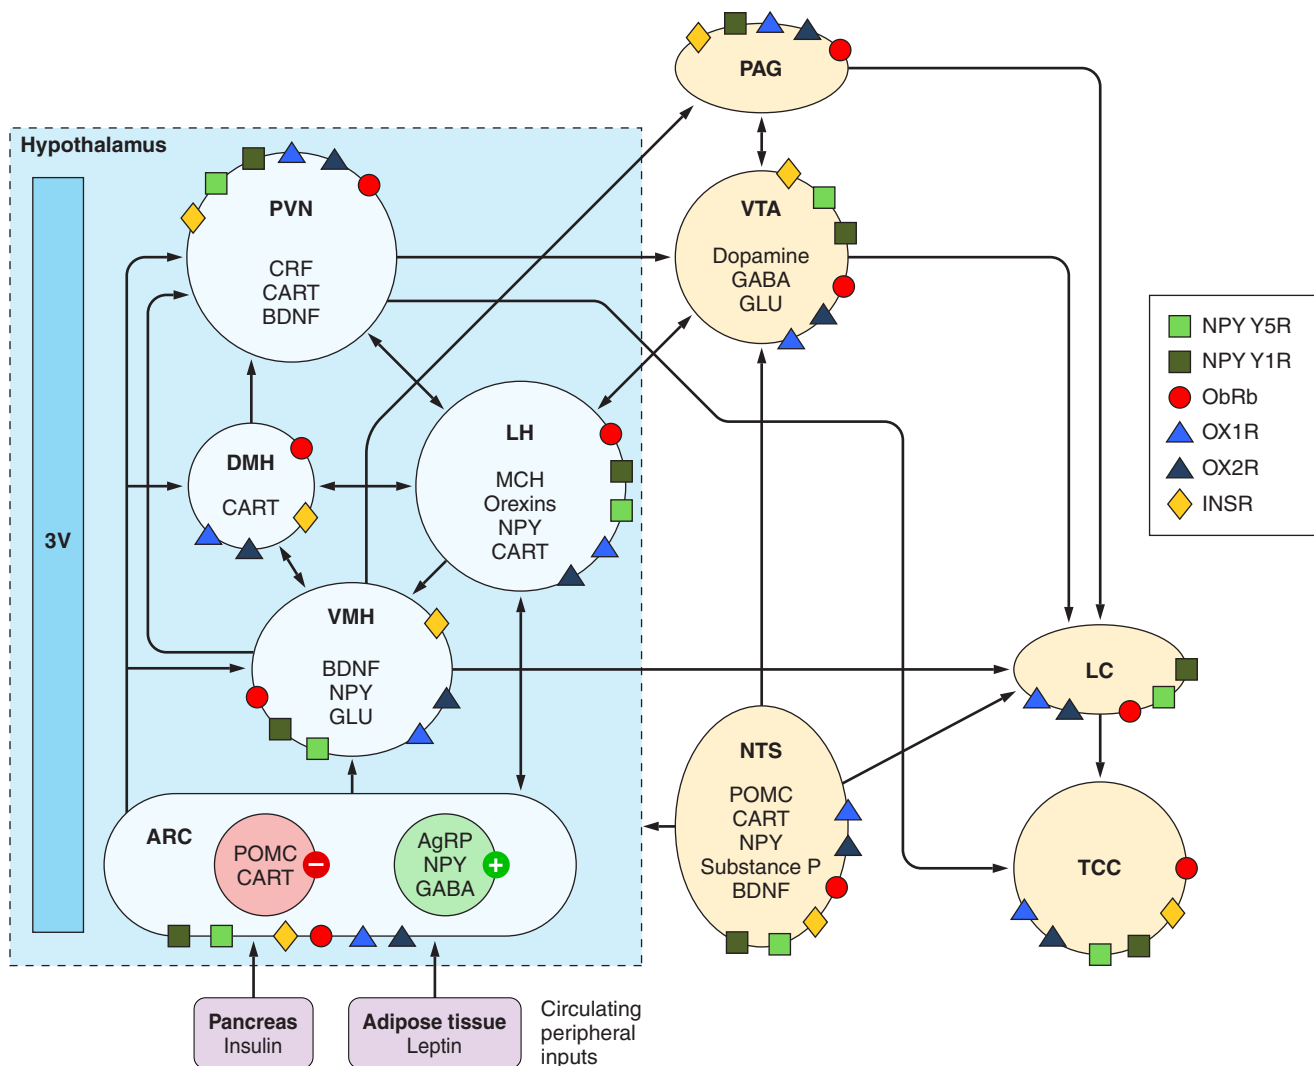 Hypothalamus
3V
PVN
CRF
CART
BDNF
DMH
CART
LH
MCH
Orexins
NPY
CART
VMH
BDNF
NPY
GLU
ARC
POMC
CART
−
AgRP
NPY
GABA
+
Pancreas
Insulin
Adipose tissue
Leptin
Circulating
peripheral
inputs
PAG
VTA
Dopamine
GABA
GLU
NTS
POMC
CART
NPY
Substance P
BDNF
LC
TCC
NPY Y5R
NPY Y1R
ObRb
OX1R
OX2R
INSR